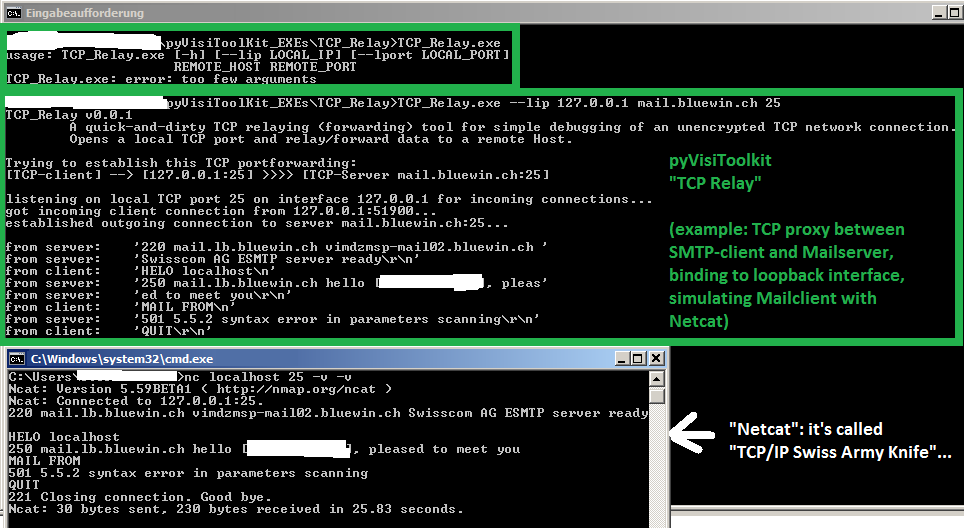 Eingabeaufforderung
\pyVisiToolKit_EXEs\TCP_Relay>TCP_Relay.exe
usage: TCP_Relay.exe [-h] [--lip LOCAL_IP] [--lport LOCAL_PORT]
REMOTE_HOST REMOTE_PORT
TCP_Relay.exe: error: too few arguments
pyVisiToolKit_EXEs\TCP_Relay>TCP_Relay.exe --lip 127.0.0.1 mail.bluewin.ch 25
TCP_Relay v0.0.1
A quick-and-dirty TCP relaying (forwarding) tool for simple debugging of an unencrypted TCP network connection.
Opens a local TCP port and relay/forward data to a remote Host.
Trying to establish this TCP portforwarding:
[TCP-client] --> [127.0.0.1:25] >>>> [TCP-Server mail.bluewin.ch:25]
listening on local TCP port 25 on interface 127.0.0.1 for incoming connections...
got incoming client connection from 127.0.0.1:51900...
established outgoing connection to server mail.bluewin.ch:25...
from server: '220 mail.lb.bluewin.ch vimdzmsp-mail02.bluewin.ch '
from server: 'Swisscom AG ESMTP server ready\r\n'
from client: 'HELO localhost\n'
from server: '250 mail.lb.bluewin.ch hello [, pleas'
from server: 'ed to meet you\r\n'
from client: 'MAIL FROM\n'
from server: '501 5.5.2 syntax error in parameters scanning\r\n'
from client: 'QUIT\r\n'
pyVisiToolkit
"TCP Relay"
(example: TCP proxy between
SMTP-client and Mailserver,
binding to loopback interface,
simulating Mailclient with
Netcat)
C:\Windows\system32\cmd.exe
C:\Users\>nc localhost 25 -v -v
Ncat: Version 5.59BETA1 ( http://nmap.org/ncat )
Ncat: Connected to 127.0.0.1:25.
220 mail.lb.bluewin.ch vimdzmsp-mail02.bluewin.ch Swisscom AG ESMTP server ready
HELO localhost
250 mail.lb.bluewin.ch hello [, pleased to meet you
MAIL FROM
501 5.5.2 syntax error in parameters scanning
QUIT
221 Closing connection. Good bye.
Ncat: 30 bytes sent, 230 bytes received in 25.83 seconds.
"Netcat": it's called
"TCP/IP Swiss Army Knife"...